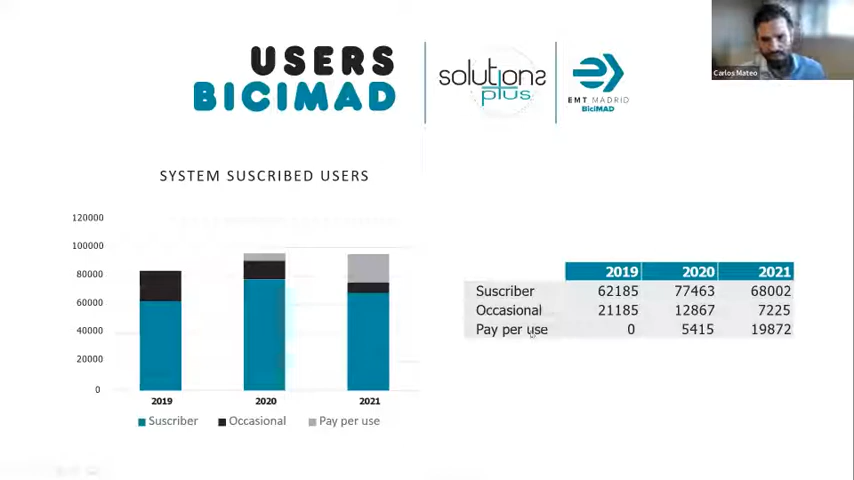 USERS
BICIMAD
solutions
plus
EMT MADRID
BiciMAD
Carlos Mateo
SYSTEM SUSCRIBED USERS
120000
100000
80000
60000
40000
20000
0
2019 2020 2021
Suscriber Occasional Pay per use
2019 2020 2021
Suscriber 62185 77463 68002
Occasional 21185 12867 7225
Pay per use 0 5415 19872